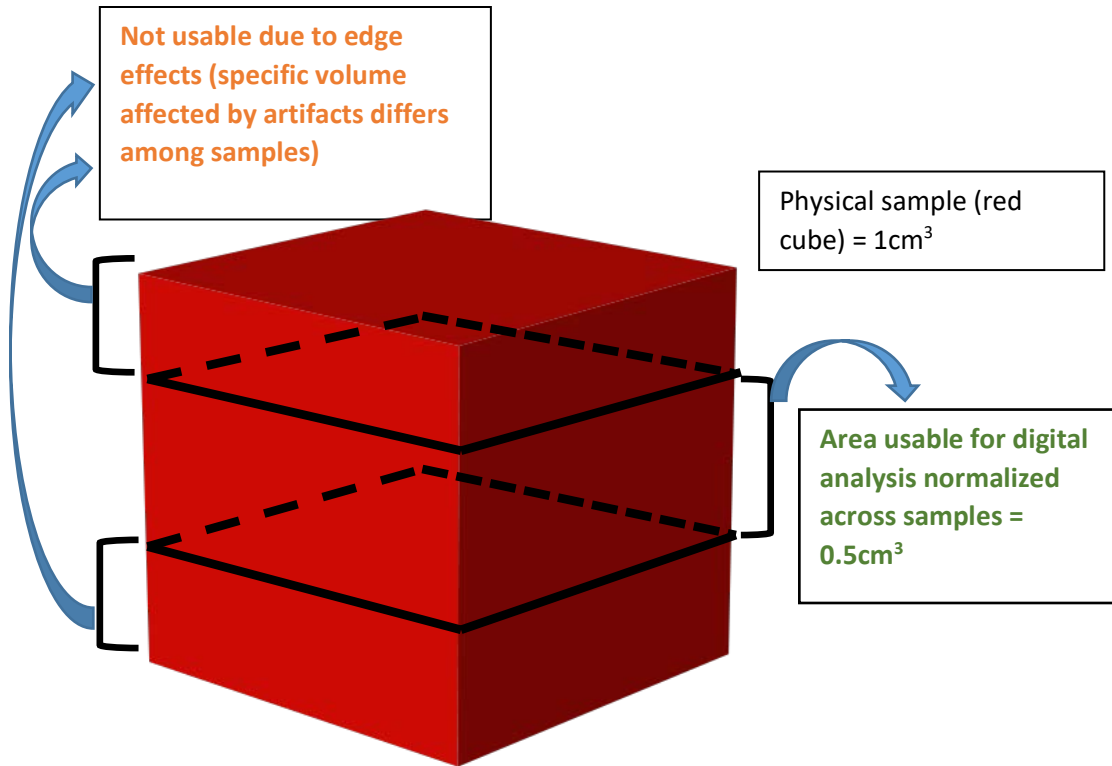 Not usable due to edge
effects (specific volume
affected by artifacts differs
among samples)
Physical sample (red
cube) = 1cm³
Area usable for digital
analysis normalized
across samples =
0.5cm³